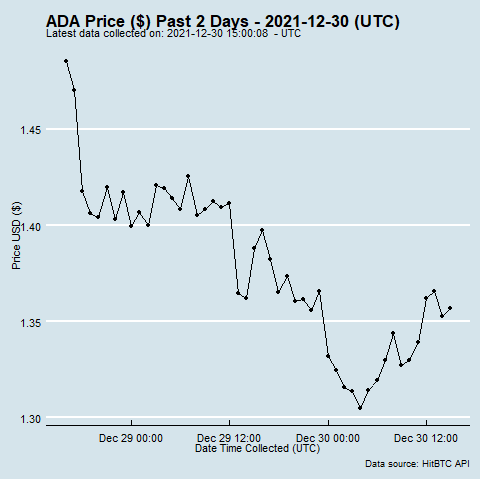 ADA Price ($) Past 2 Days - 2021-12-30 (UTC)
Latest data collected on: 2021-12-30 15:00:08 - UTC
1.45
1.40
1.35
1.30
Price USD ($)
Dec 29 00:00 Dec 29 12:00 Dec 30 00:00 Dec 30 12:00
Date Time Collected (UTC)
Data source: HitBTC API